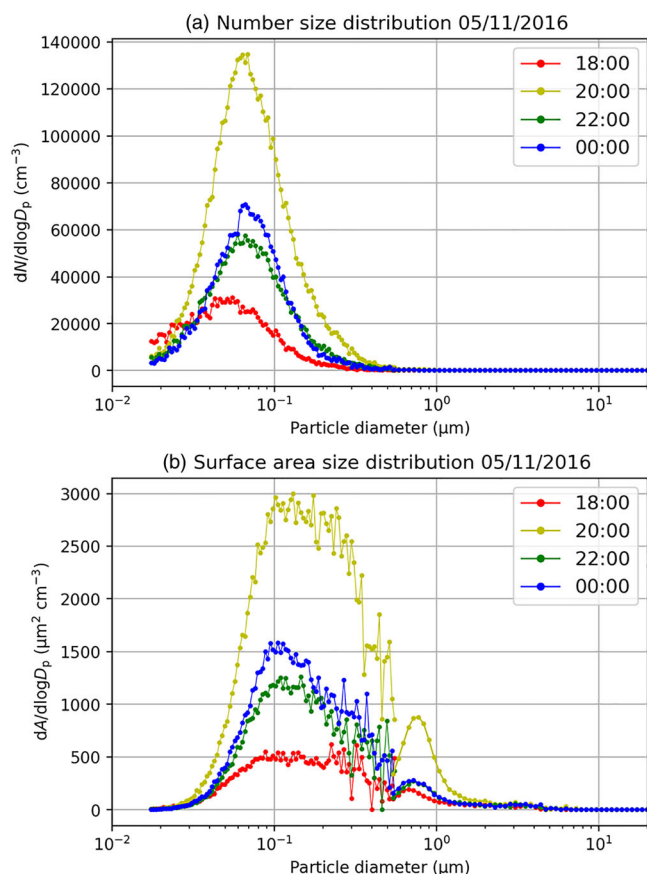 (a) Number size distribution 05/11/2016
140000
120000
100000
80000
60000
40000
20000
0
dN/dlogDₚ (cm⁻³)
18:00
20:00
22:00
00:00
10⁻² 10⁻¹ 10⁰ 10¹
Particle diameter (µm)
(b) Surface area size distribution 05/11/2016
3000
2500
2000
1500
1000
500
0
dA/dlogDₚ (µm² cm⁻³)
18:00
20:00
22:00
00:00
10⁻² 10⁻¹ 10⁰ 10¹
Particle diameter (µm)